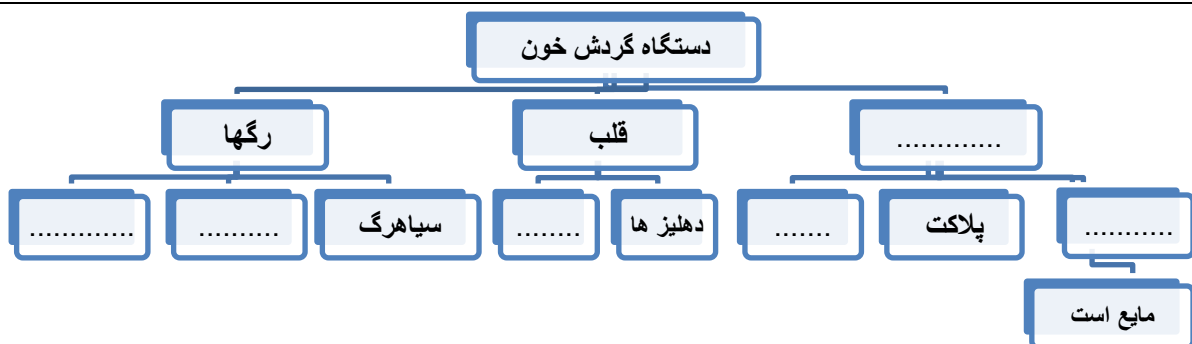 دستگاه گردش خون
............. قلب رگها
........... پلاکت ....... دهلیز ها ........ سیاهرگ .......... .............
مایع است